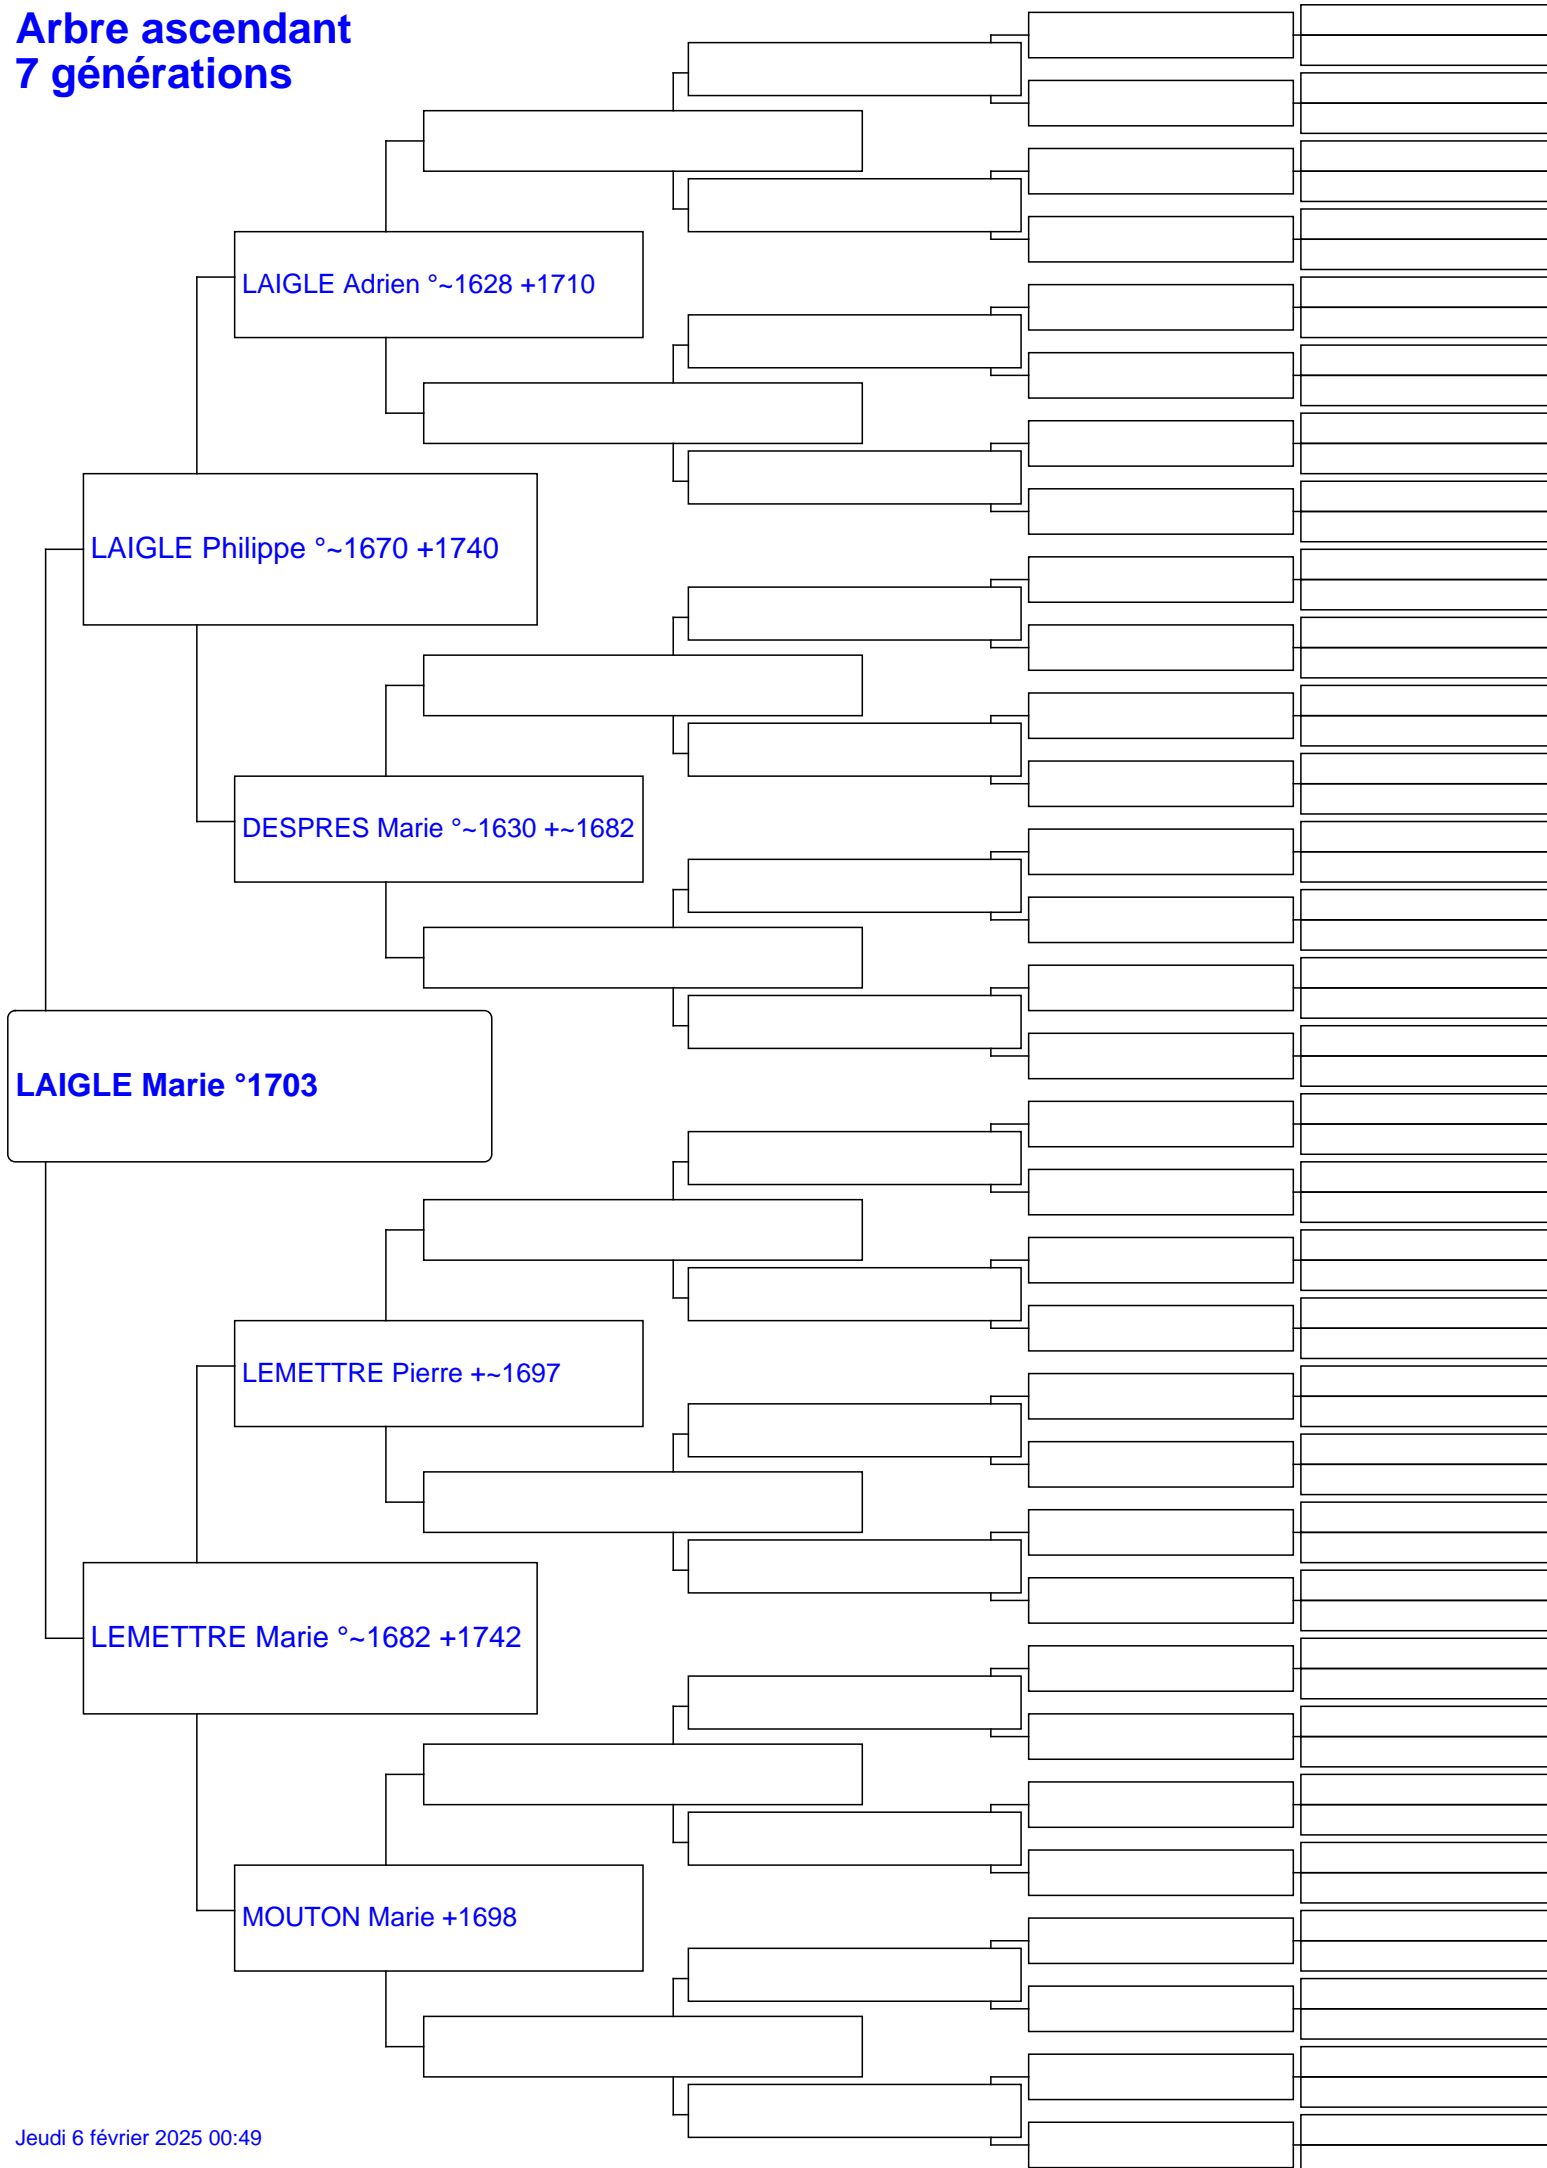 Arbre ascendant
7 générations
LAIGLE Adrien °~1628 +1710
LAIGLE Philippe °~1670 +1740
DESPRES Marie °~1630 +~1682
LAIGLE Marie °1703
LEMETTRE Pierre +~1697
LEMETTRE Marie °~1682 +1742
MOUTON Marie +1698
Jeudi 6 février 2025 00:49